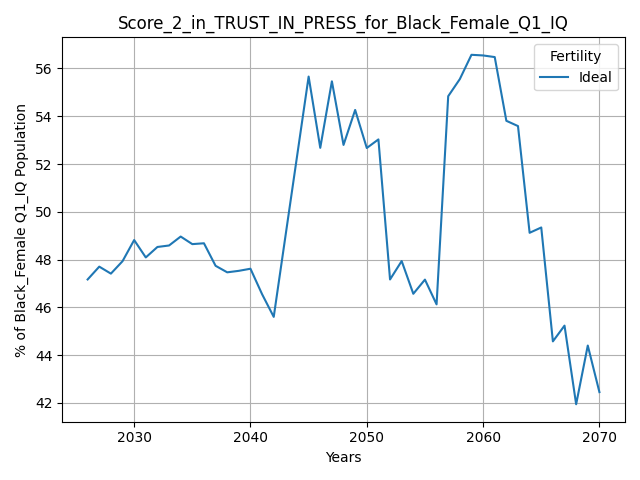 Score_2_in_TRUST_IN_PRESS_for_Black_Female_Q1_IQ
Fertility
Ideal
% of Black_Female Q1_IQ Population
56
54
52
50
48
46
44
42
2030
2040
2050
2060
2070
Years